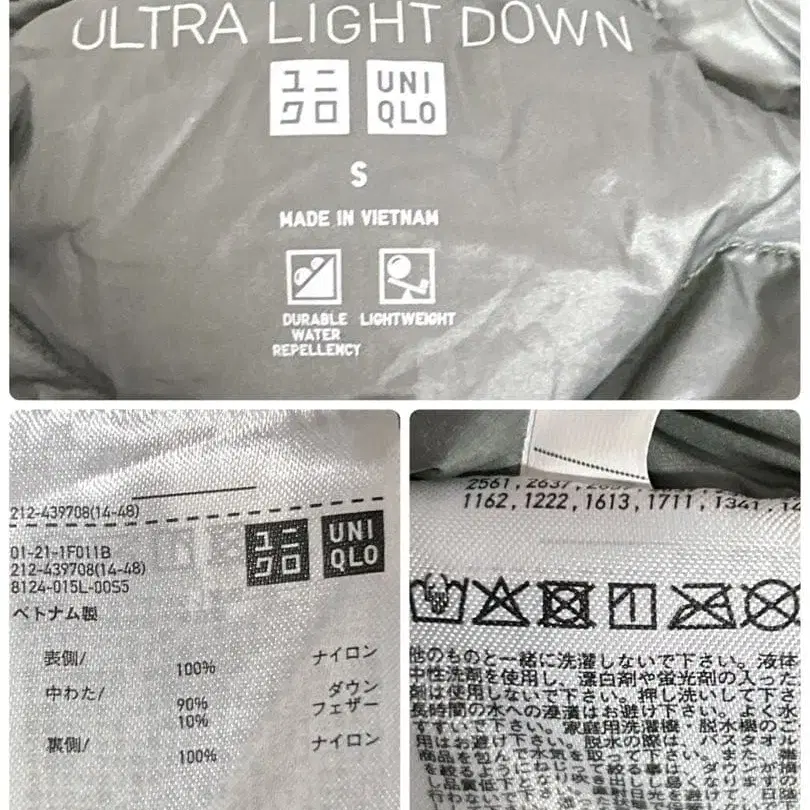 ULTRA LIGHT DOWN
ユニクロ UNIQLO
S
MADE IN VIETNAM
DURABLE WATER REPELLENCY
LIGHTWEIGHT
212-439708(14-48)
ユニクロ UNIQLO
01-21-1F011B
212-439708(14-48)
8124-015L-00S5
ベトナム製
表側/ 100% ナイロン
中わた/ 90% ダウン
10% フェザー
裏側/ 100% ナイロン
2561, 2637,
1162, 1222, 1613, 1711, 1341,
他のものと一緒に洗濯しないで下さい。液体
中性洗剤を使用し、漂白剤や蛍光剤の入った
剤は使用しないで下さい。押し洗いして下さ
長時間の水への浸漬はお避け下さい。よく水
すすいで下さい。家庭用洗濯機、脱水機のご
用はお避け下さい。脱水の際は、バスタオル